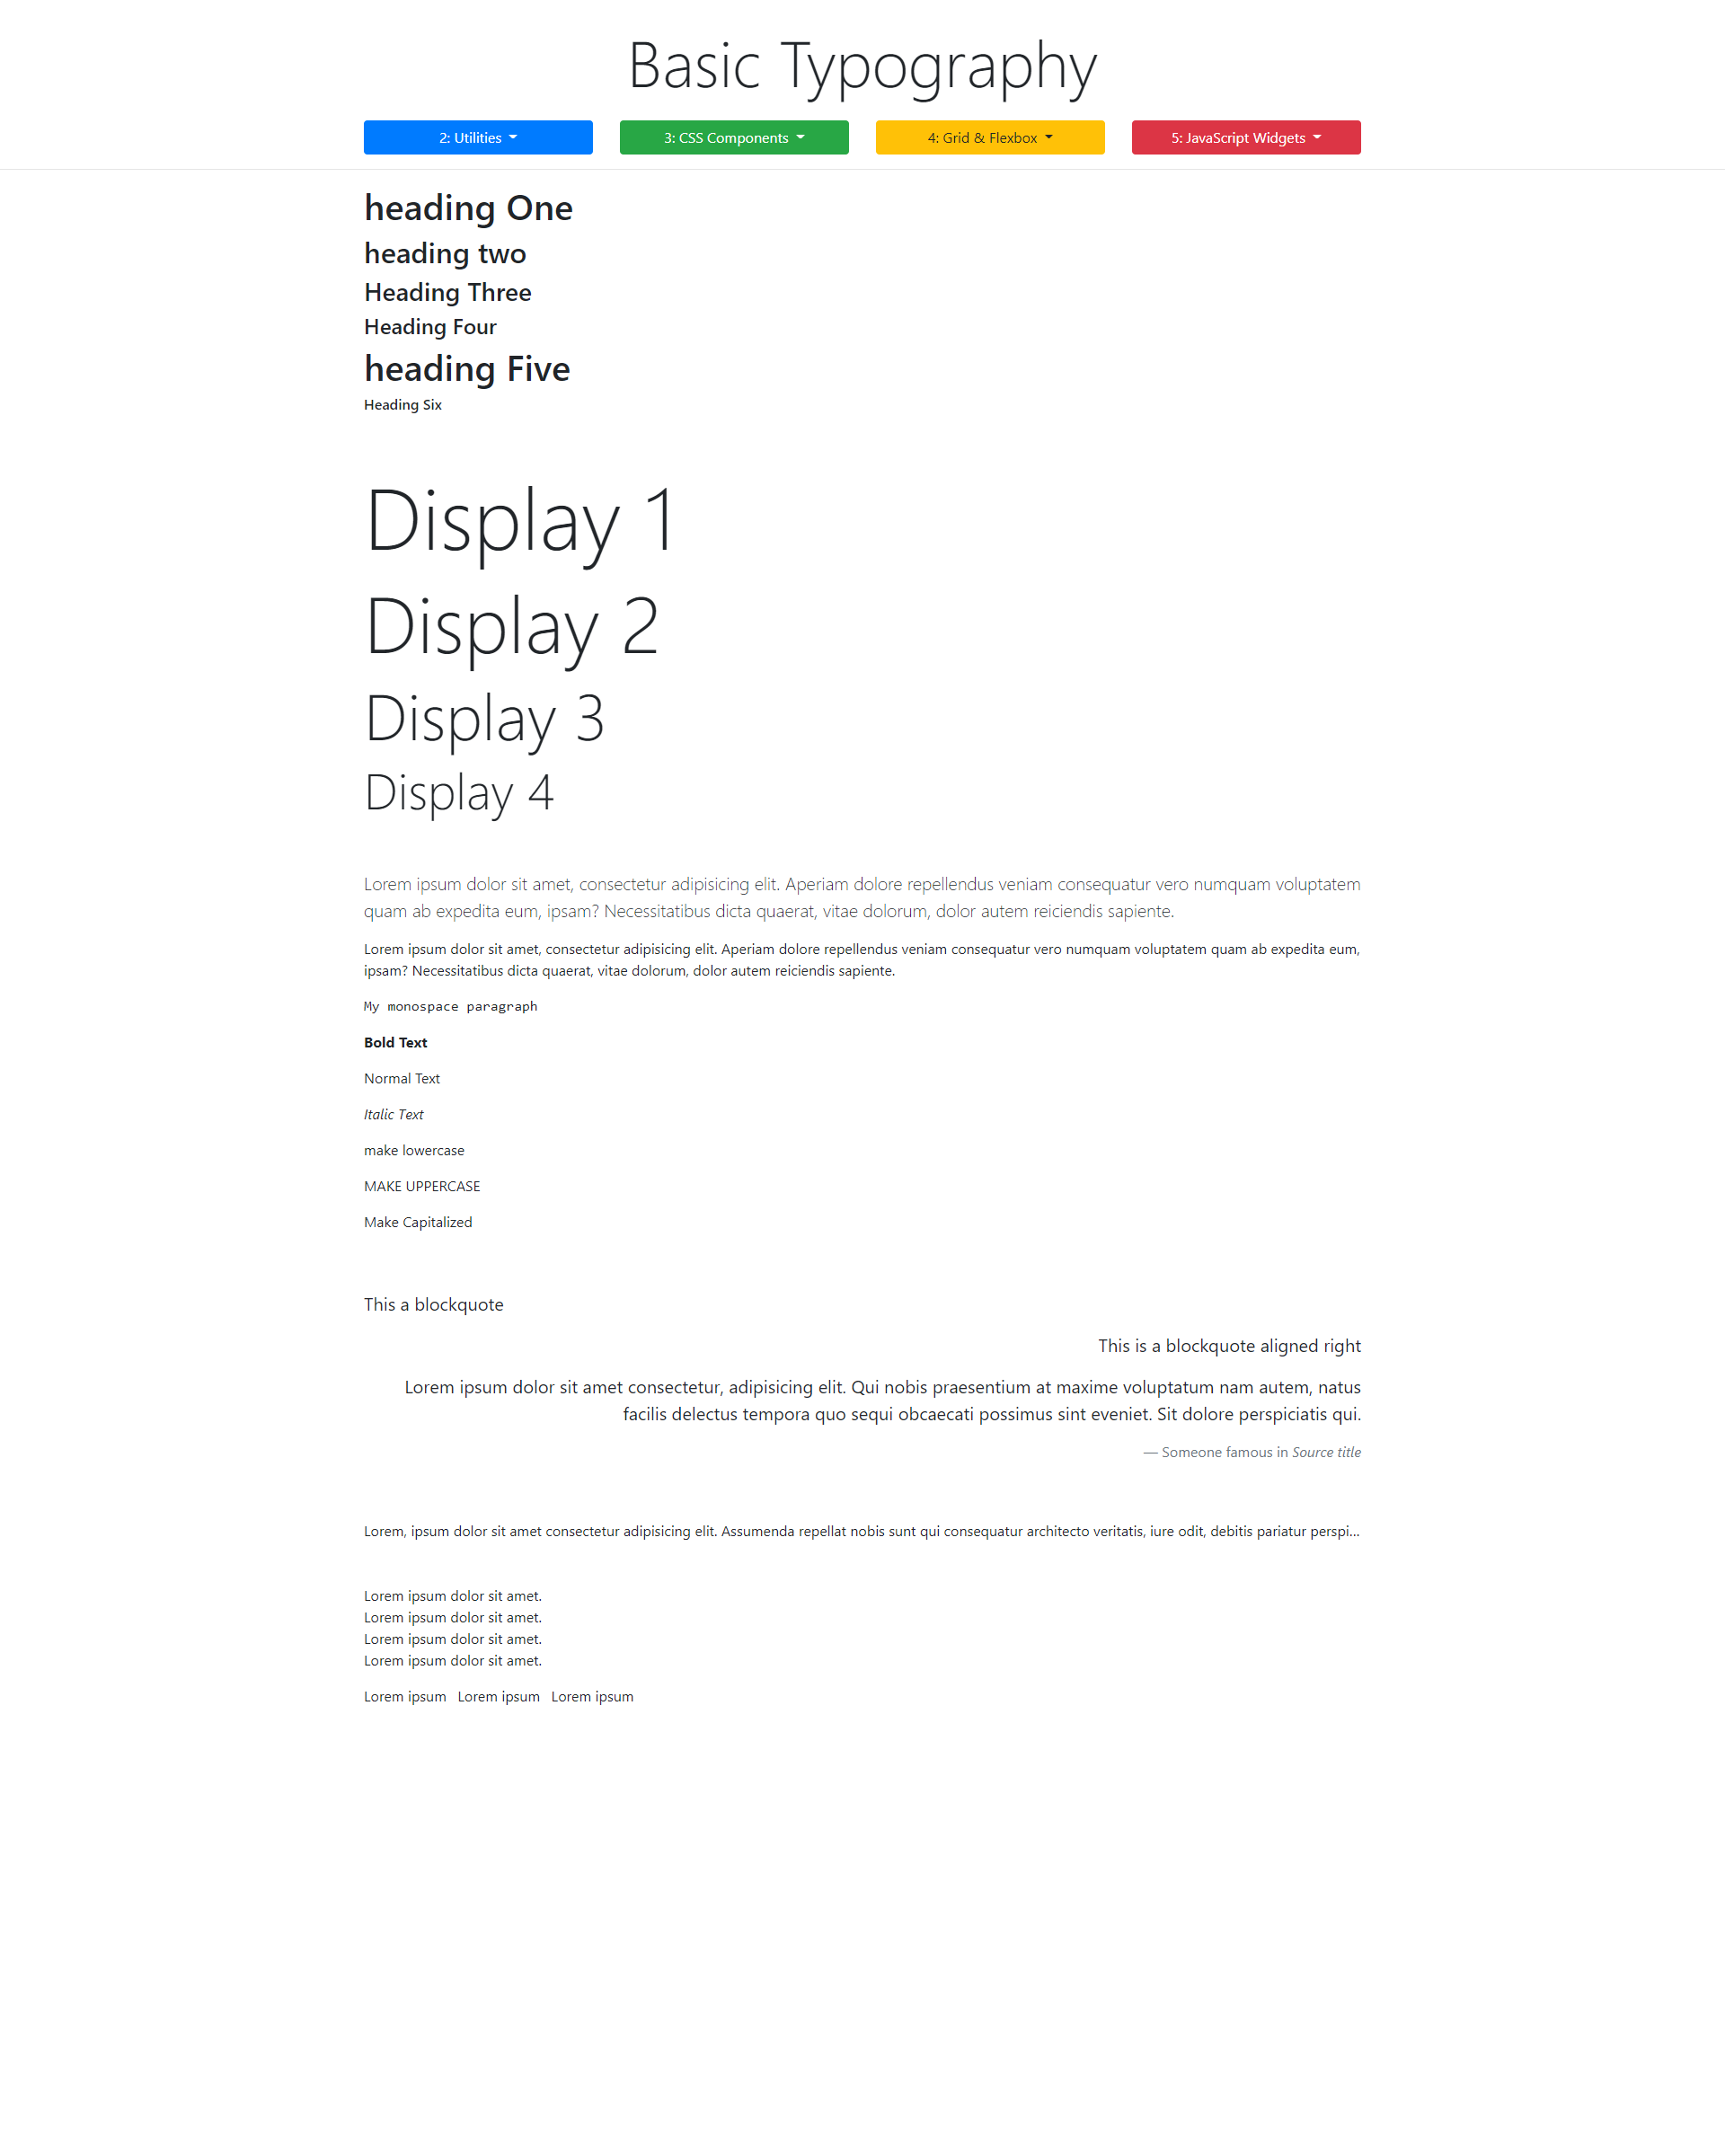 Basic Typography
2: Utilities
3: CSS Components
4: Grid & Flexbox
5: JavaScript Widgets
heading One
heading two
Heading Three
Heading Four
heading Five
Heading Six
Display 1
Display 2
Display 3
Display 4
Lorem ipsum dolor sit amet, consectetur adipisicing elit. Aperiam dolore repellendus veniam consequatur vero numquam voluptatem
quam ab expedita eum, ipsam? Necessitatibus dicta quaerat, vitae dolorum, dolor autem reiciendis sapiente.
Lorem ipsum dolor sit amet, consectetur adipisicing elit. Aperiam dolore repellendus veniam consequatur vero numquam voluptatem quam ab expedita eum,
ipsam? Necessitatibus dicta quaerat, vitae dolorum, dolor autem reiciendis sapiente.
My monospace paragraph
Bold Text
Normal Text
Italic Text
make lowercase
MAKE UPPERCASE
Make Capitalized
This a blockquote
This is a blockquote aligned right
Lorem ipsum dolor sit amet consectetur, adipisicing elit. Qui nobis praesentium at maxime voluptatum nam autem, natus
facilis delectus tempora quo sequi obcaecati possimus sint eveniet. Sit dolore perspiciatis qui.
— Someone famous in Source title
Lorem, ipsum dolor sit amet consectetur adipisicing elit. Assumenda repellat nobis sunt qui consequatur architecto veritatis, iure odit, debitis pariatur perspi...
Lorem ipsum dolor sit amet.
Lorem ipsum dolor sit amet.
Lorem ipsum dolor sit amet.
Lorem ipsum dolor sit amet.
Lorem ipsum Lorem ipsum Lorem ipsum